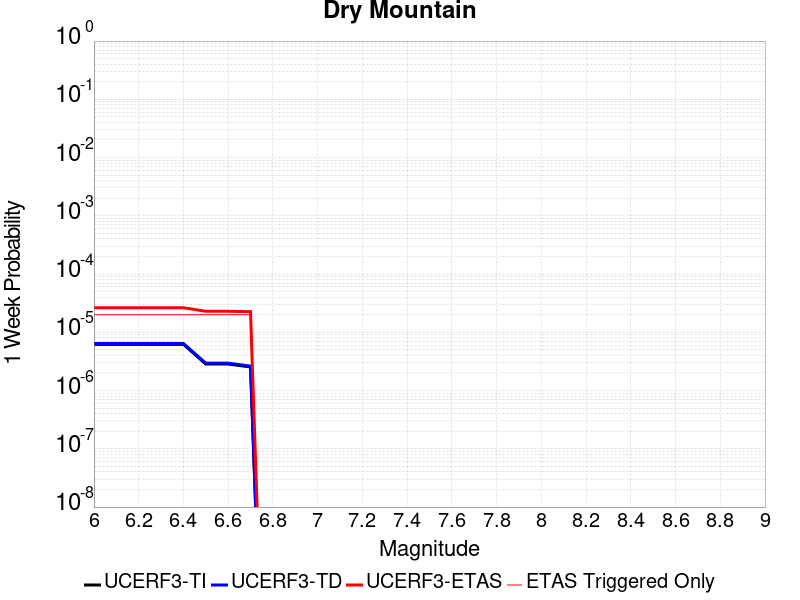 Dry Mountain
1 Week Probability
10^0
10^-1
10^-2
10^-3
10^-4
10^-5
10^-6
10^-7
10^-8
6 6.2 6.4 6.6 6.8 7 7.2 7.4 7.6 7.8 8 8.2 8.4 8.6 8.8 9
Magnitude
UCERF3-TI UCERF3-TD UCERF3-ETAS ETAS Triggered Only